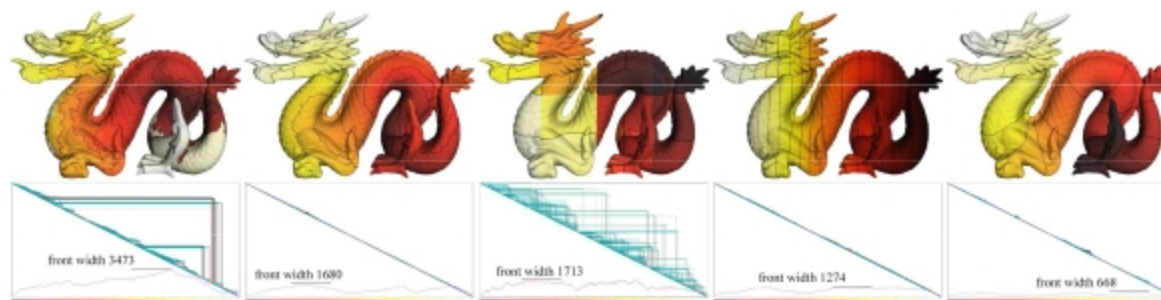 front width 3473
front width 1680
front width 1713
front width 1274
front width 668